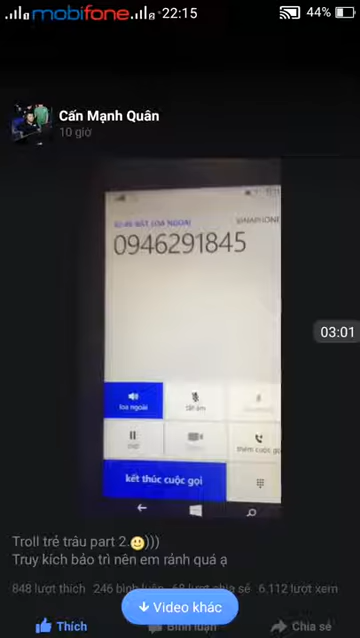 mobifone
22:15
44%
Cấn Mạnh Quân
10 giờ
VINAPHONE
0946291845
03:01
loa ngoài
tắt âm
thêm cuộc gọi
kết thúc cuộc gọi
Troll trẻ trâu part 2 )))
Truy kích bảo trì nên em rảnh quá ạ
848 lượt thích 246 bình luận 68 lượt chia sẻ 6.112 lượt xem
Video khác
Thích
Bình luận
Chia sẻ